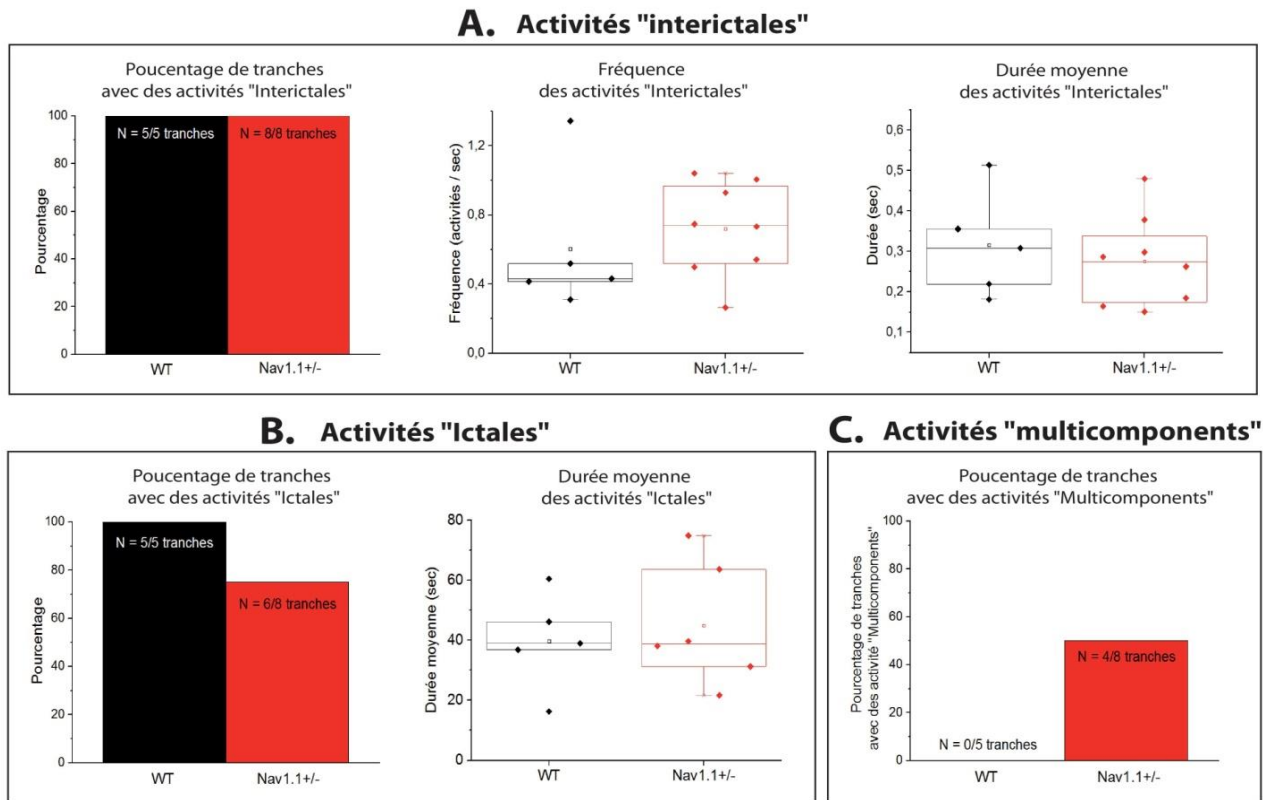 A. Activités "interictales"
Poucentage de tranches
avec des activités "Interictales"
Pourcentage
100
80
60
40
20
0
N = 5/5 tranches
N = 8/8 tranches
WT
Nav1.1+/-
Fréquence
des activités "Interictales"
Fréquence (activités / sec)
1,2
0,8
0,4
0,0
WT
Nav1.1+/-
Durée moyenne
des activités "Interictales"
Durée (sec)
0,6
0,5
0,4
0,3
0,2
0,1
WT
Nav1.1+/-
B. Activités "Ictales"
Poucentage de tranches
avec des activités "Ictales"
Pourcentage
100
80
60
40
20
0
N = 5/5 tranches
N = 6/8 tranches
WT
Nav1.1+/-
Durée moyenne
des activités "Ictales"
Durée moyenne (sec)
80
60
40
20
0
WT
Nav1.1+/-
C. Activités "multicomponents"
Poucentage de tranches
avec des activités "Multicomponents"
Pourcentage de tranches
avec des activité "Multicomponents"
100
80
60
40
20
0
N = 0/5 tranches
N = 4/8 tranches
WT
Nav1.1+/-